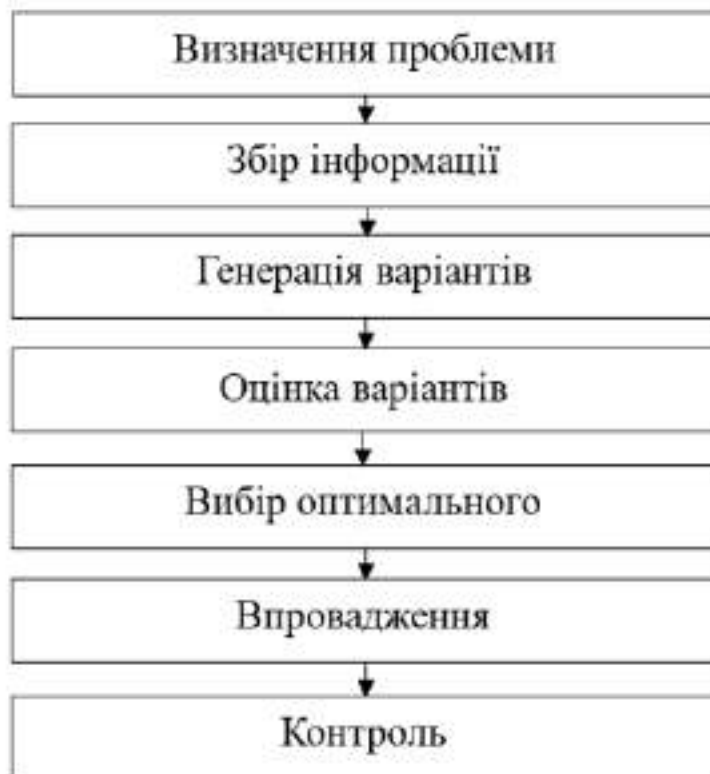 Визначення проблеми
Збір інформації
Генерація варіантів
Оцінка варіантів
Вибір оптимального
Впровадження
Контроль